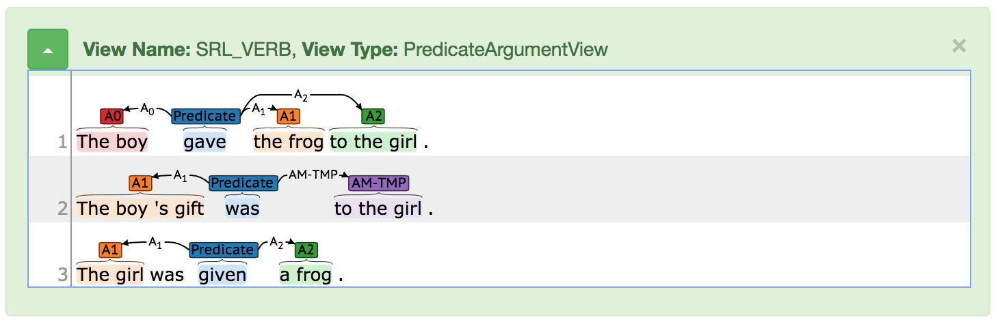 View Name: SRL_VERB, View Type: PredicateArgumentView ×
A2
A0 A0 Predicate A1 A1 A2
1 The boy gave the frog to the girl .
A1 A1 Predicate AM-TMP AM-TMP
2 The boy 's gift was to the girl .
A1 A1 Predicate A2 A2
3 The girl was given a frog .